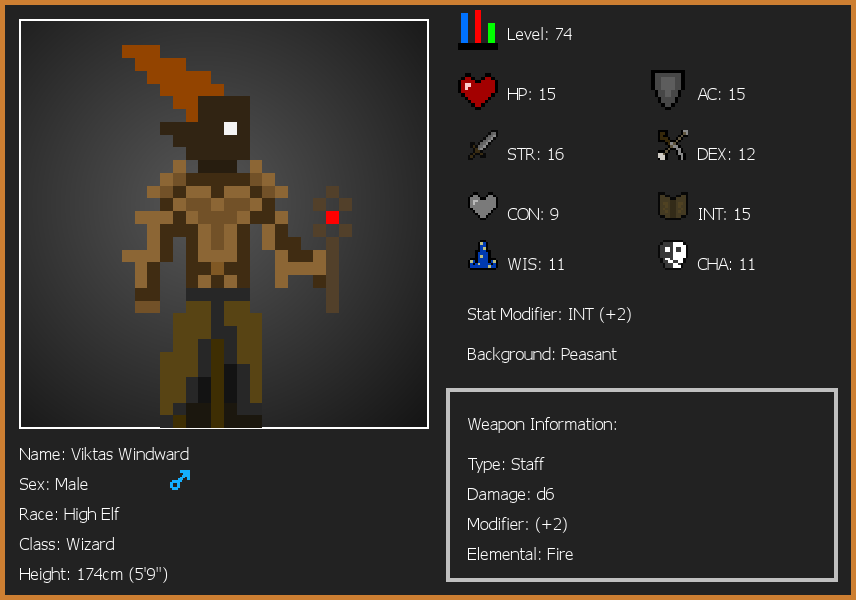 Level: 74
HP: 15
AC: 15
STR: 16
DEX: 12
CON: 9
INT: 15
WIS: 11
CHA: 11
Stat Modifier: INT (+2)
Background: Peasant
Weapon Information:
Type: Staff
Damage: d6
Modifier: (+2)
Elemental: Fire
Name: Viktas Windward
Sex: Male
Race: High Elf
Class: Wizard
Height: 174cm (5'9")